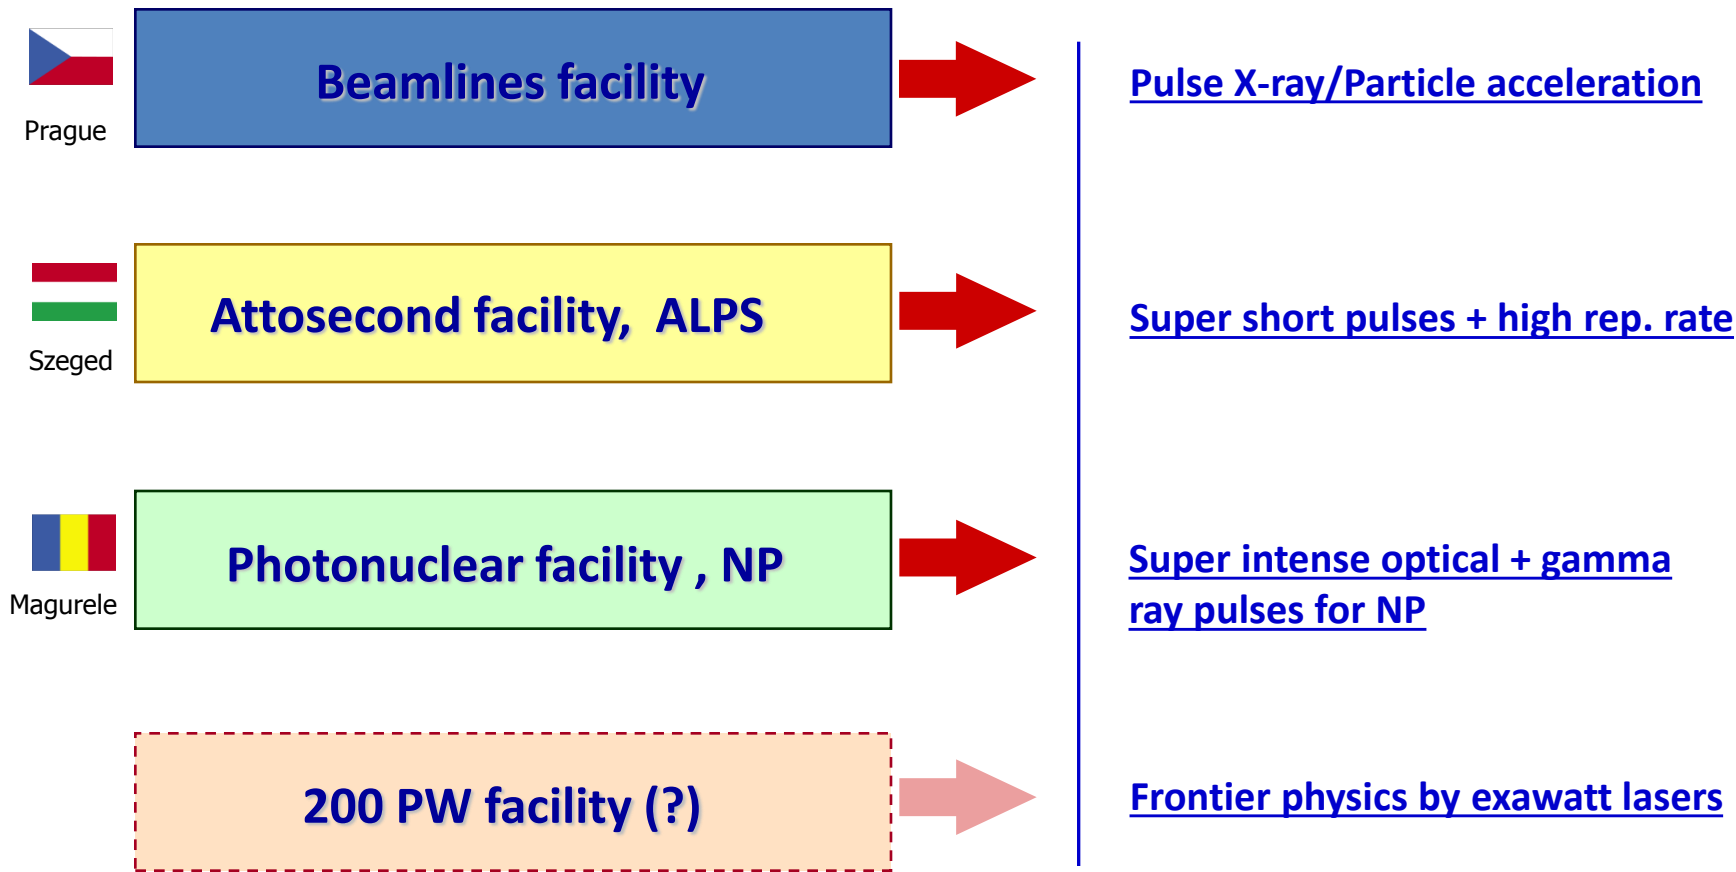 Beamlines facility
Pulse X-ray/Particle acceleration
Prague
Attosecond facility, ALPS
Super short pulses + high rep. rate
Szeged
Photonuclear facility , NP
Super intense optical + gamma
ray pulses for NP
Magurele
200 PW facility (?)
Frontier physics by exawatt lasers